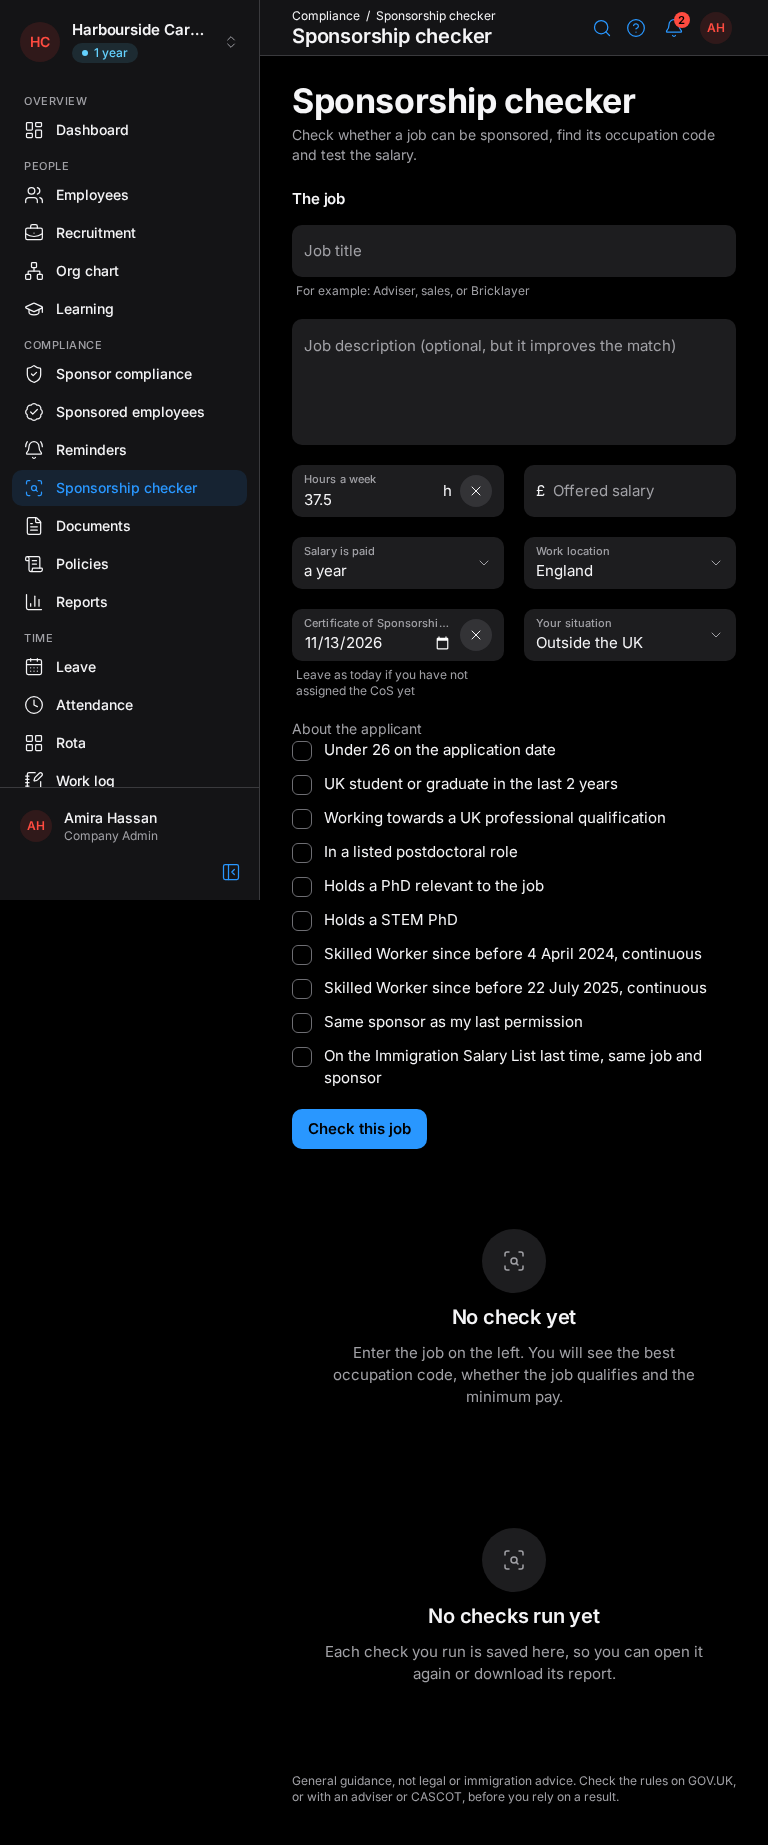 HC
Harbourside Car...
1 year
OVERVIEW
Dashboard
PEOPLE
Employees
Recruitment
Org chart
Learning
COMPLIANCE
Sponsor compliance
Sponsored employees
Reminders
Sponsorship checker
Documents
Policies
Reports
TIME
Leave
Attendance
Rota
Work log
AH
Amira Hassan
Company Admin
Compliance / Sponsorship checker
Sponsorship checker
2
AH
Sponsorship checker
Check whether a job can be sponsored, find its occupation code
and test the salary.
The job
Job title
For example: Adviser, sales, or Bricklayer
Job description (optional, but it improves the match)
Hours a week
37.5
h
£ Offered salary
Salary is paid
a year
Work location
England
Certificate of Sponsorshi...
11/13/2026
Leave as today if you have not
assigned the CoS yet
Your situation
Outside the UK
About the applicant
Under 26 on the application date
UK student or graduate in the last 2 years
Working towards a UK professional qualification
In a listed postdoctoral role
Holds a PhD relevant to the job
Holds a STEM PhD
Skilled Worker since before 4 April 2024, continuous
Skilled Worker since before 22 July 2025, continuous
Same sponsor as my last permission
On the Immigration Salary List last time, same job and
sponsor
Check this job
No check yet
Enter the job on the left. You will see the best
occupation code, whether the job qualifies and the
minimum pay.
No checks run yet
Each check you run is saved here, so you can open it
again or download its report.
General guidance, not legal or immigration advice. Check the rules on GOV.UK,
or with an adviser or CASCOT, before you rely on a result.